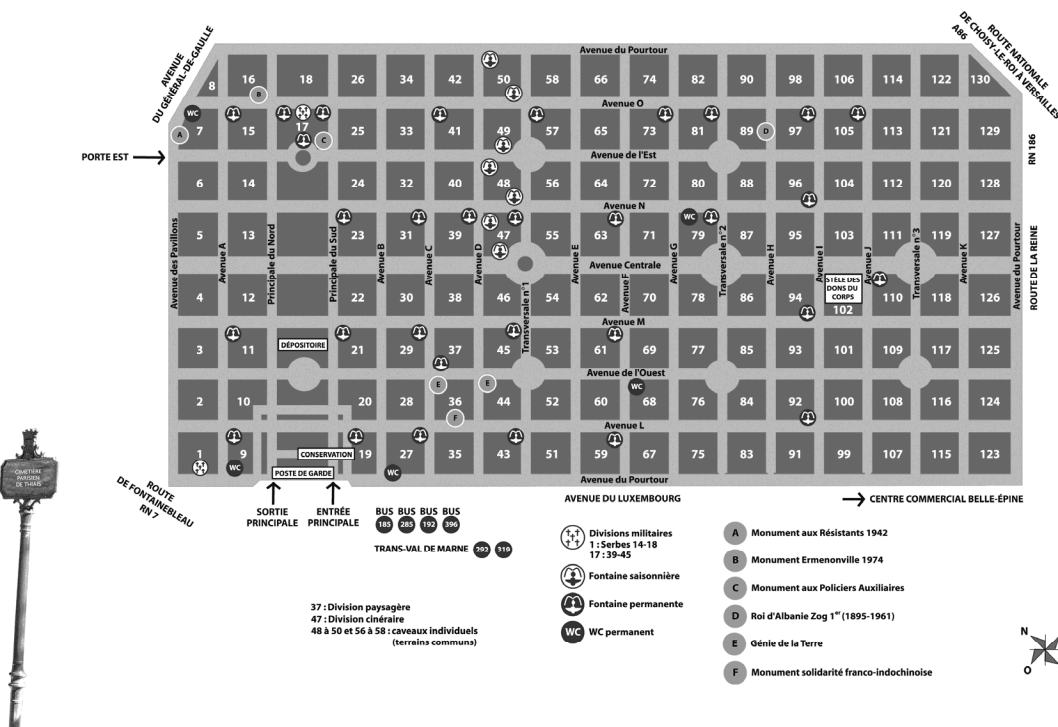 AVENUE
DU GÉNÉRAL-DE-GAULLE
ROUTE NATIONALE
DE CHOISY-LE-ROI À VERSAILLES
A86
Avenue du Pourtour
8 16 18 26 34 42 50 58 66 74 82 90 98 106 114 122 130
B
Avenue O
WC
A 7 15 17 C 25 33 41 49 57 65 73 81 89 D 97 105 113 121 129
RN 186
PORTE EST
Avenue de l'Est
6 14 24 32 40 48 56 64 72 80 88 96 104 112 120 128
Avenue N
WC
5 13 23 31 39 47 55 63 71 79 87 95 103 111 119 127
Avenue des Pavillons
Avenue A
Principale du Nord
Principale du Sud
Avenue B
Avenue C
Avenue D
Transversale n°1
Avenue E
Avenue F
Avenue G
Transversale n°2
Avenue H
Avenue I
Avenue J
Transversale n°3
Avenue K
Avenue du Pourtour
ROUTE DE LA REINE
Avenue Centrale
STÈLE DES
DONS DU
CORPS
4 12 22 30 38 46 54 62 70 78 86 94 102 110 118 126
Avenue M
DÉPOSITOIRE
3 11 21 29 37 45 53 61 69 77 85 93 101 109 117 125
Avenue de l'Ouest
E E WC
2 10 20 28 36 44 52 60 68 76 84 92 100 108 116 124
F
Avenue L
1 9 CONSERVATION 19 27 35 43 51 59 67 75 83 91 99 107 115 123
WC POSTE DE GARDE WC
Avenue du Pourtour
CIMETIÈRE
PARISIEN
DE THIAIS
ROUTE
DE FONTAINEBLEAU
RN 7
SORTIE
PRINCIPALE
ENTRÉE
PRINCIPALE
BUS BUS BUS BUS
185 285 192 396
TRANS-VAL DE MARNE 292 319
AVENUE DU LUXEMBOURG
CENTRE COMMERCIAL BELLE-ÉPINE
37 : Division paysagère
47 : Division cinéraire
48 à 50 et 56 à 58 : caveaux individuels
(terrains communs)
Divisions militaires
1 : Serbes 14-18
17 : 39-45
Fontaine saisonnière
Fontaine permanente
WC WC permanent
A Monument aux Résistants 1942
B Monument Ermenonville 1974
C Monument aux Policiers Auxiliaires
D Roi d'Albanie Zog 1er (1895-1961)
E Génie de la Terre
F Monument solidarité franco-indochinoise
N
O